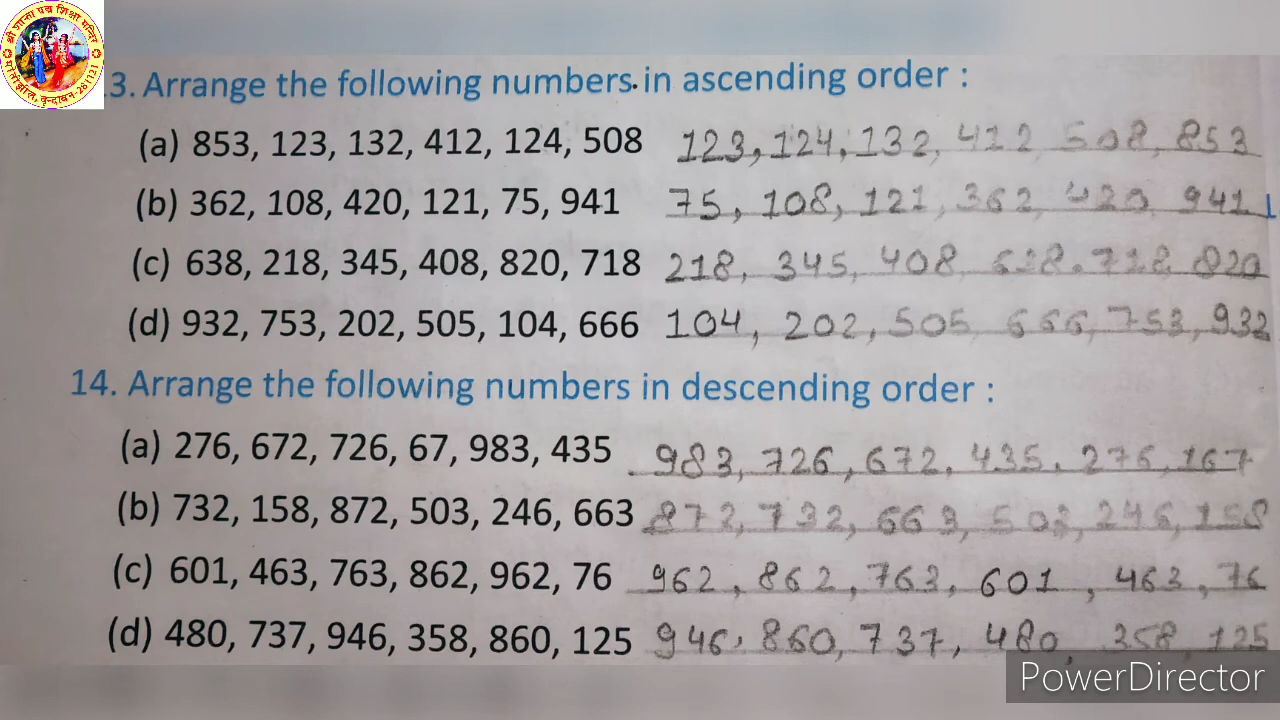 श्री शान्ता पद्म शिक्षा मन्दिर
मोतीझील, वृन्दावन-281121
13. Arrange the following numbers in ascending order :
(a) 853, 123, 132, 412, 124, 508 123, 124, 132, 412, 508, 853
(b) 362, 108, 420, 121, 75, 941 75, 108, 121, 362, 420, 941
(c) 638, 218, 345, 408, 820, 718 218, 345, 408, 638, 718, 820
(d) 932, 753, 202, 505, 104, 666 104, 202, 505, 666, 753, 932
14. Arrange the following numbers in descending order :
(a) 276, 672, 726, 67, 983, 435 983, 726, 672, 435, 276, 167
(b) 732, 158, 872, 503, 246, 663 872, 732, 663, 503, 246, 158
(c) 601, 463, 763, 862, 962, 76 962, 862, 763, 601, 463, 76
(d) 480, 737, 946, 358, 860, 125 946, 860, 737, 480, 358, 125
PowerDirector